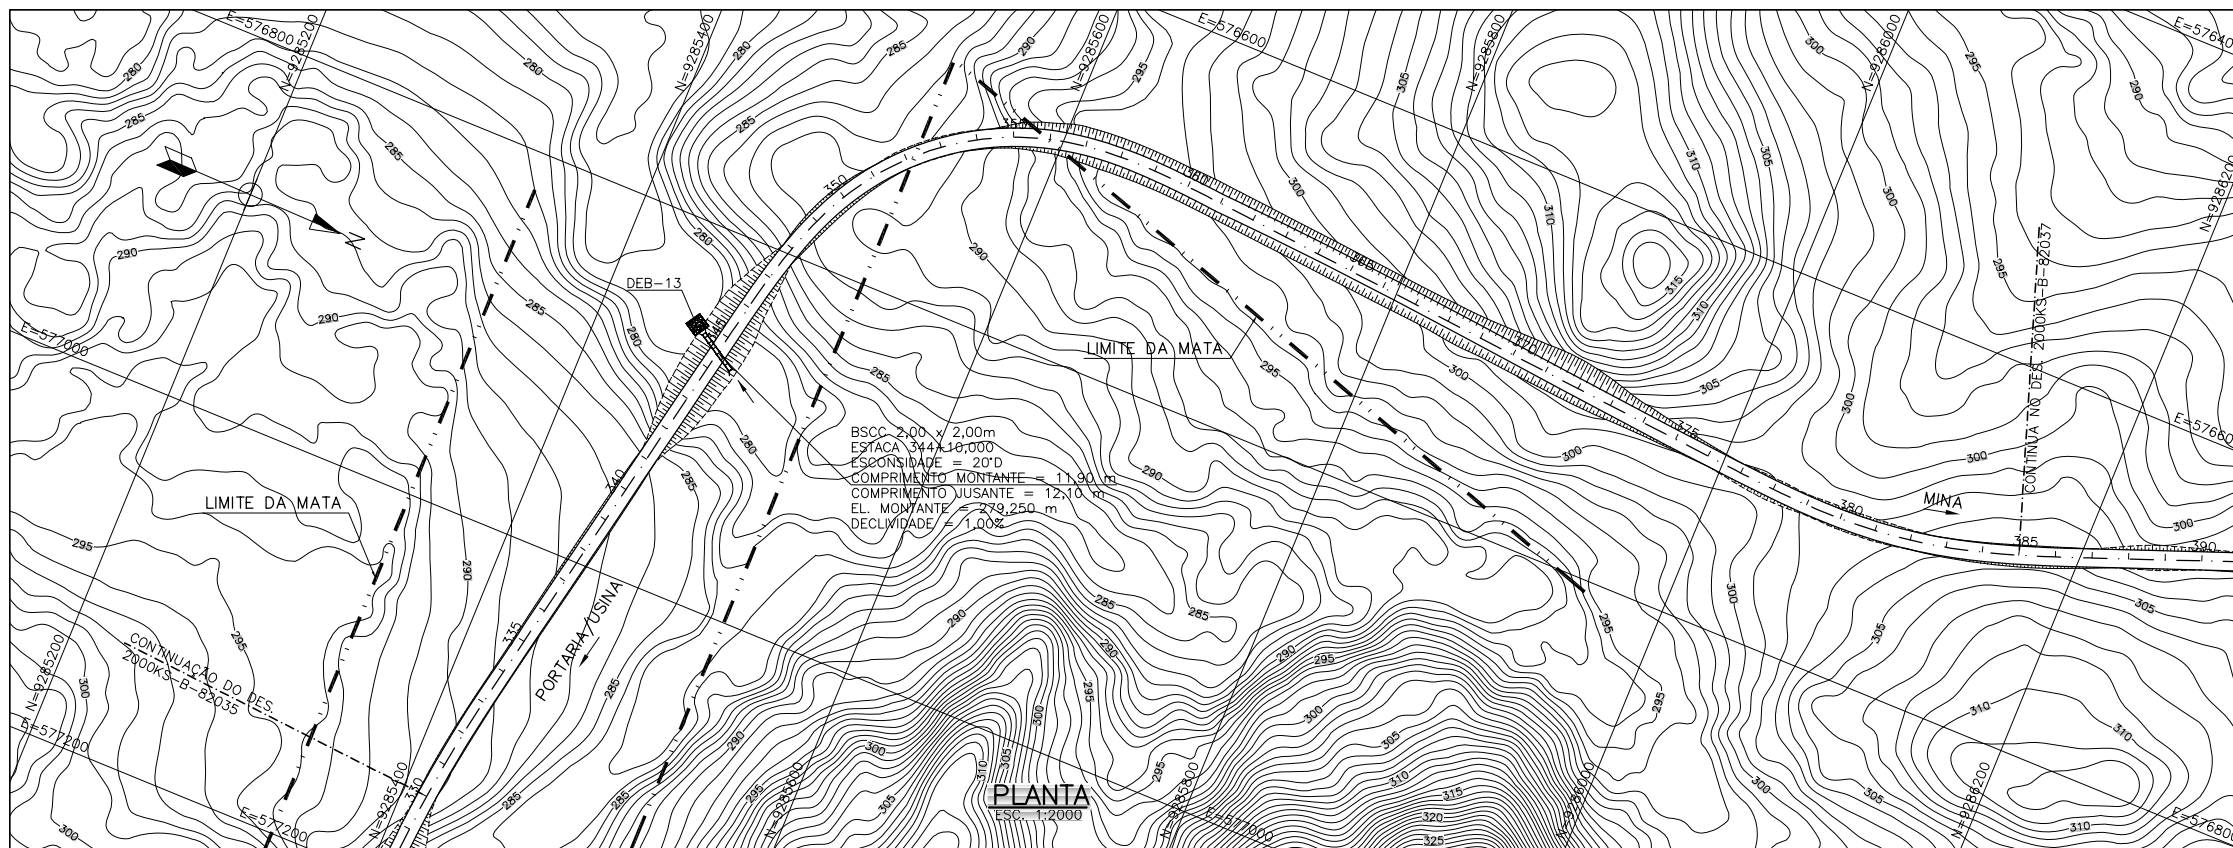 E=576800
N=9285200
N=9285400
N=9285600
E=576600
N=9285800
N=9286000
N=9286200
N
DEB-13
LIMITE DA MATA
BSCC 2,00 x 2,00m
ESTACA 344+10,000
ESCONSIDADE = 20°D
COMPRIMENTO MONTANTE = 11,90 m
COMPRIMENTO JUSANTE = 12,10 m
EL. MONTANTE = 279,250 m
DECLIVIDADE = 1,00%
LIMITE DA MATA
CONTINUA NO DES. 2000KS-B-82037
MINA
PORTARIA/USINA
CONTINUAÇÃO DO DES.
2000KS-B-82035
E=577000
E=577200
E=577200
N=9285200
N=9285400
N=9285600
N=9285800
N=9286000
N=9286200
E=577000
E=576800
330
335
340
350
360
365
370
375
380
385
390
280
285
290
295
300
305
310
315
320
325
PLANTA
ESC. 1:2000